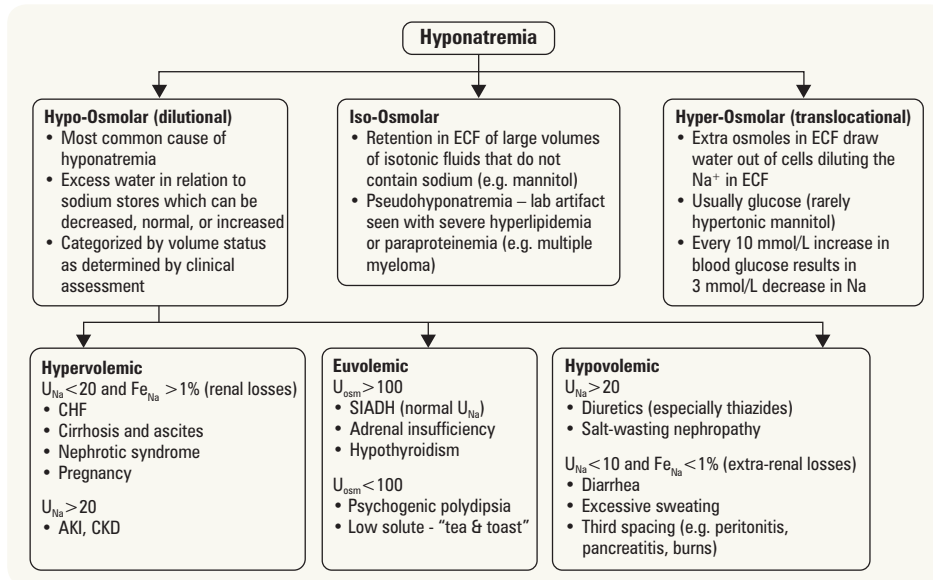 Hyponatremia
Hypo-Osmolar (dilutional)
• Most common cause of
hyponatremia
• Excess water in relation to
sodium stores which can be
decreased, normal, or increased
• Categorized by volume status
as determined by clinical
assessment
Iso-Osmolar
• Retention in ECF of large volumes
of isotonic fluids that do not
contain sodium (e.g. mannitol)
• Pseudohyponatremia – lab artifact
seen with severe hyperlipidemia
or paraproteinemia (e.g. multiple
myeloma)
Hyper-Osmolar (translocational)
• Extra osmoles in ECF draw
water out of cells diluting the
Na⁺ in ECF
• Usually glucose (rarely
hypertonic mannitol)
• Every 10 mmol/L increase in
blood glucose results in
3 mmol/L decrease in Na
Hypervolemic
U_Na<20 and Fe_Na >1% (renal losses)
• CHF
• Cirrhosis and ascites
• Nephrotic syndrome
• Pregnancy
U_Na>20
• AKI, CKD
Euvolemic
U_osm>100
• SIADH (normal U_Na)
• Adrenal insufficiency
• Hypothyroidism
U_osm<100
• Psychogenic polydipsia
• Low solute - “tea & toast”
Hypovolemic
U_Na>20
• Diuretics (especially thiazides)
• Salt-wasting nephropathy
U_Na<10 and Fe_Na<1% (extra-renal losses)
• Diarrhea
• Excessive sweating
• Third spacing (e.g. peritonitis,
pancreatitis, burns)